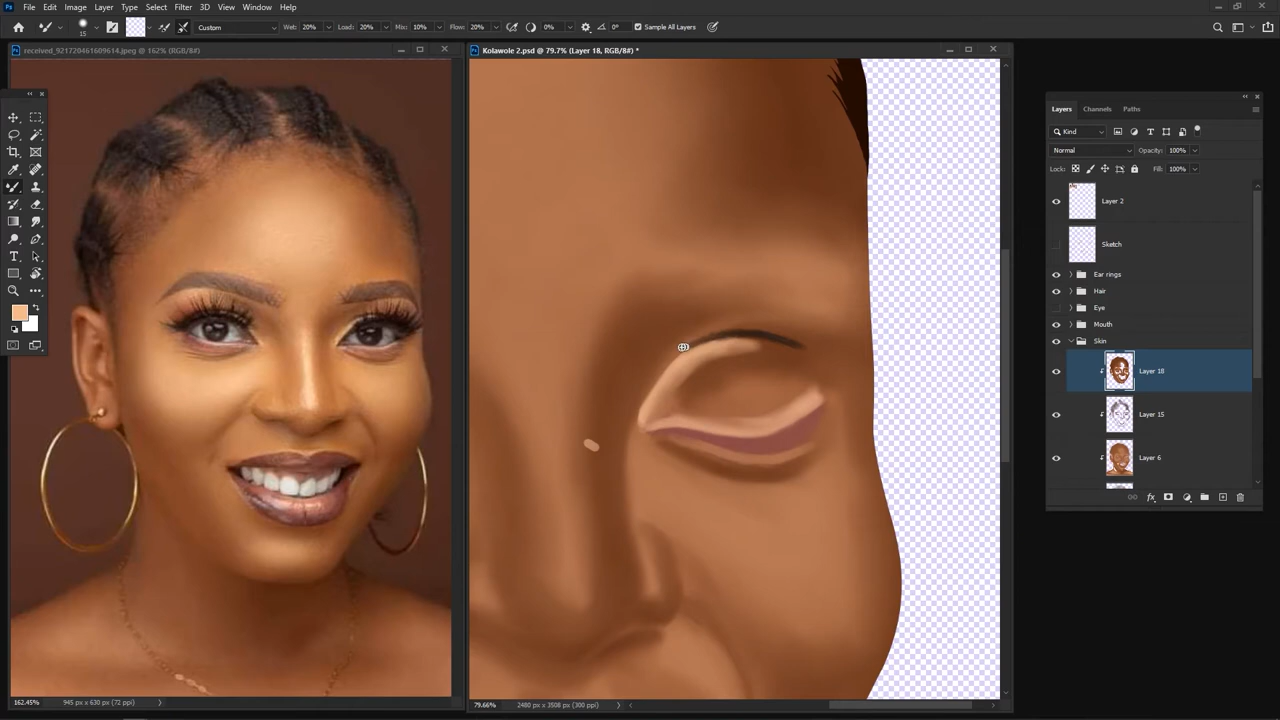 File Edit Image Layer Type Select Filter 3D View Window Help
15 Custom Wet: 20% Load: 20% Mix: 10% Flow: 20% 0% 0° Sample All Layers
received_921720461609614.jpeg @ 162% (RGB/8#)
Kolawole 2.psd @ 79.7% (Layer 18, RGB/8#) *
Layers Channels Paths
Kind
Normal Opacity: 100%
Lock: Fill: 100%
Layer 2
Sketch
Ear rings
Hair
Eye
Mouth
Skin
Layer 18
Layer 15
Layer 6
fx
162.45% 945 px x 630 px (72 ppi)
79.66% 2480 px x 3508 px (300 ppi)